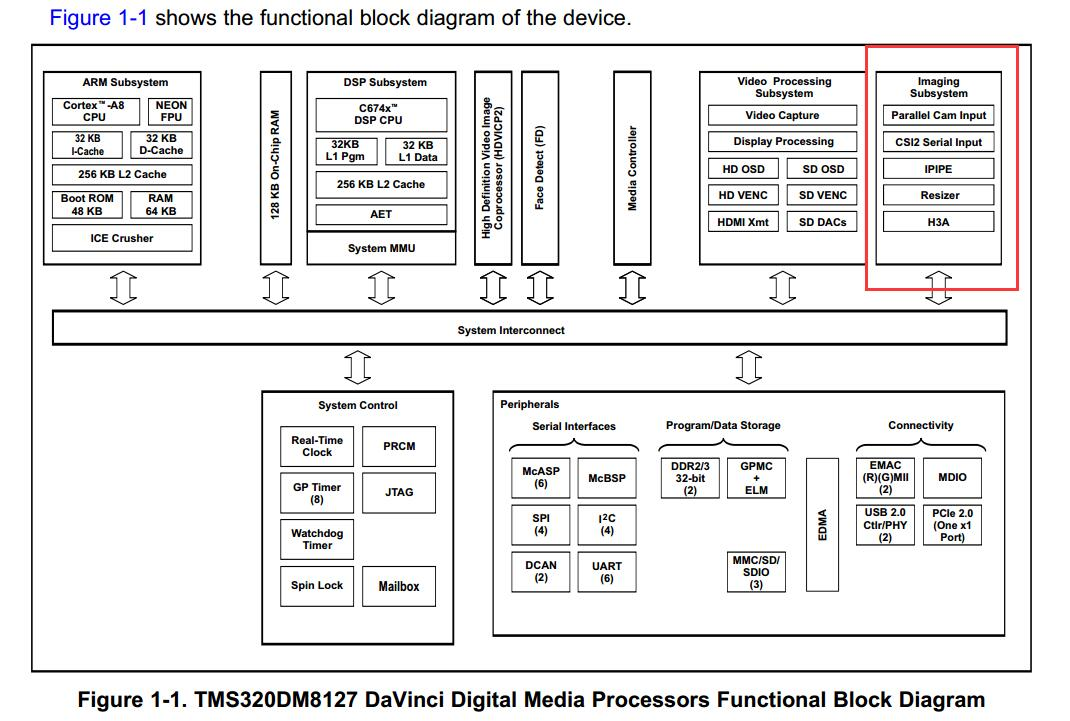 Figure 1-1 shows the functional block diagram of the device.
ARM Subsystem
Cortex™-A8
CPU
NEON
FPU
32 KB
I-Cache
32 KB
D-Cache
256 KB L2 Cache
Boot ROM
48 KB
RAM
64 KB
ICE Crusher
128 KB On-Chip RAM
DSP Subsystem
C674x™
DSP CPU
32KB
L1 Pgm
32 KB
L1 Data
256 KB L2 Cache
AET
System MMU
High Definition Video Image
Coprocessor (HDVICP2)
Face Detect (FD)
Media Controller
Video Processing
Subsystem
Video Capture
Display Processing
HD OSD
SD OSD
HD VENC
SD VENC
HDMI Xmt
SD DACs
Imaging
Subsystem
Parallel Cam Input
CSI2 Serial Input
IPIPE
Resizer
H3A
System Interconnect
System Control
Real-Time
Clock
PRCM
GP Timer
(8)
JTAG
Watchdog
Timer
Spin Lock
Mailbox
Peripherals
Serial Interfaces
McASP
(6)
McBSP
SPI
(4)
I²C
(4)
DCAN
(2)
UART
(6)
Program/Data Storage
DDR2/3
32-bit
(2)
GPMC
+
ELM
MMC/SD/
SDIO
(3)
EDMA
Connectivity
EMAC
(R)(G)MII
(2)
MDIO
USB 2.0
Ctlr/PHY
(2)
PCIe 2.0
(One x1
Port)
Figure 1-1. TMS320DM8127 DaVinci Digital Media Processors Functional Block Diagram